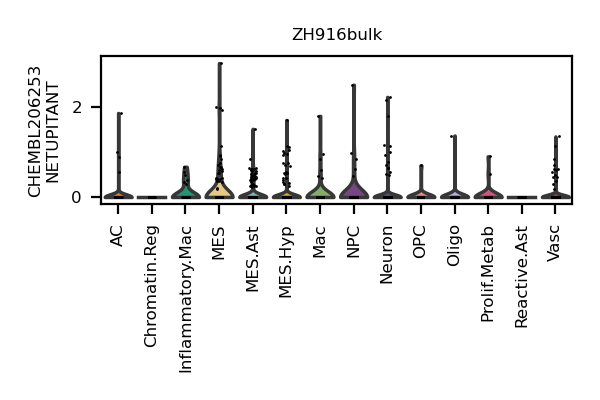 ZH916bulk
CHEMBL206253
NETUPITANT
2
0
AC
Chromatin.Reg
Inflammatory.Mac
MES
MES.Ast
MES.Hyp
Mac
NPC
Neuron
OPC
Oligo
Prolif.Metab
Reactive.Ast
Vasc